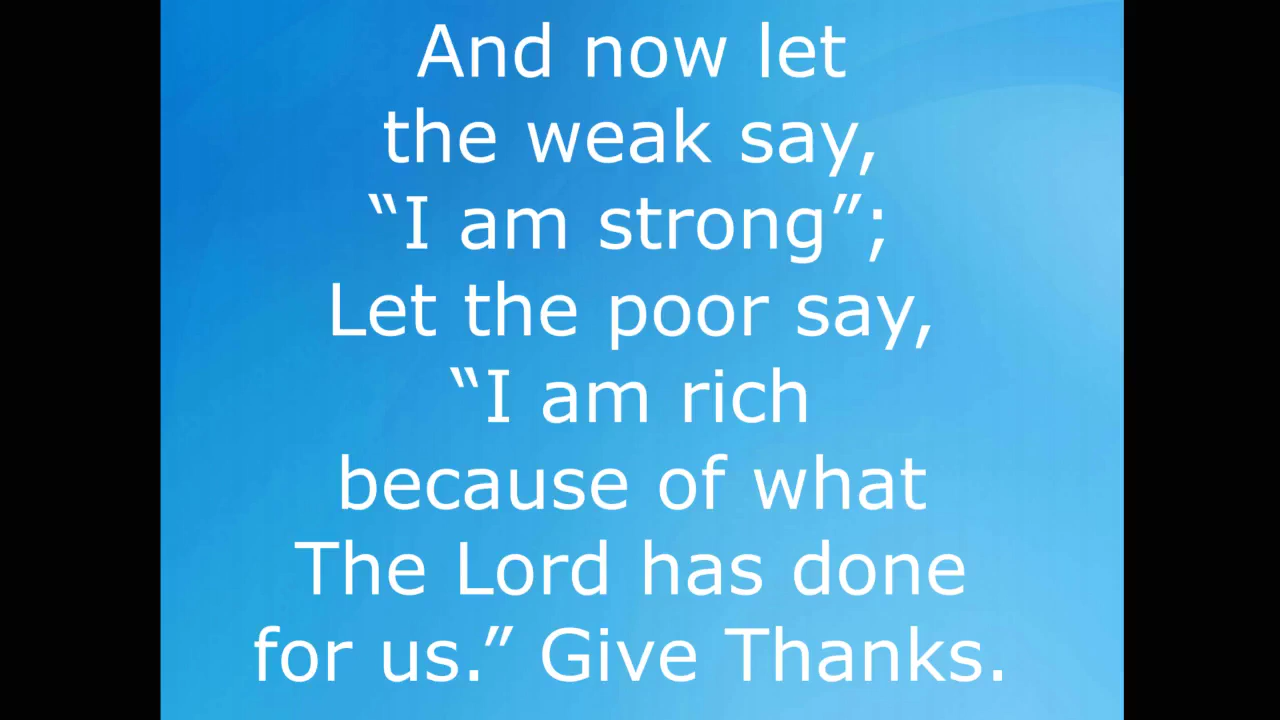 And now let
the weak say,
“I am strong”;
Let the poor say,
“I am rich
because of what
The Lord has done
for us.” Give Thanks.